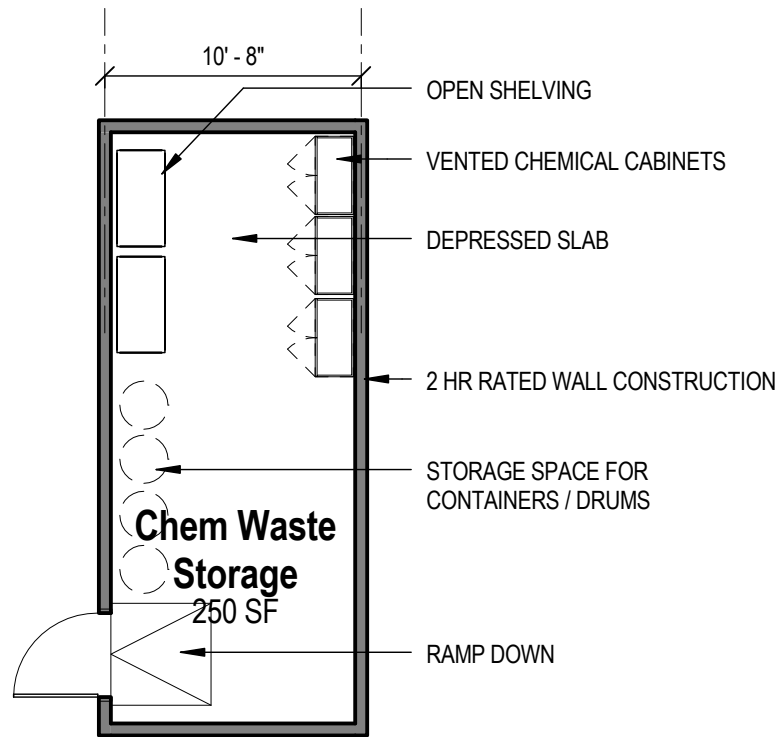 10' - 8"
OPEN SHELVING
VENTED CHEMICAL CABINETS
DEPRESSED SLAB
2 HR RATED WALL CONSTRUCTION
STORAGE SPACE FOR
CONTAINERS / DRUMS
Chem Waste
Storage
250 SF
RAMP DOWN